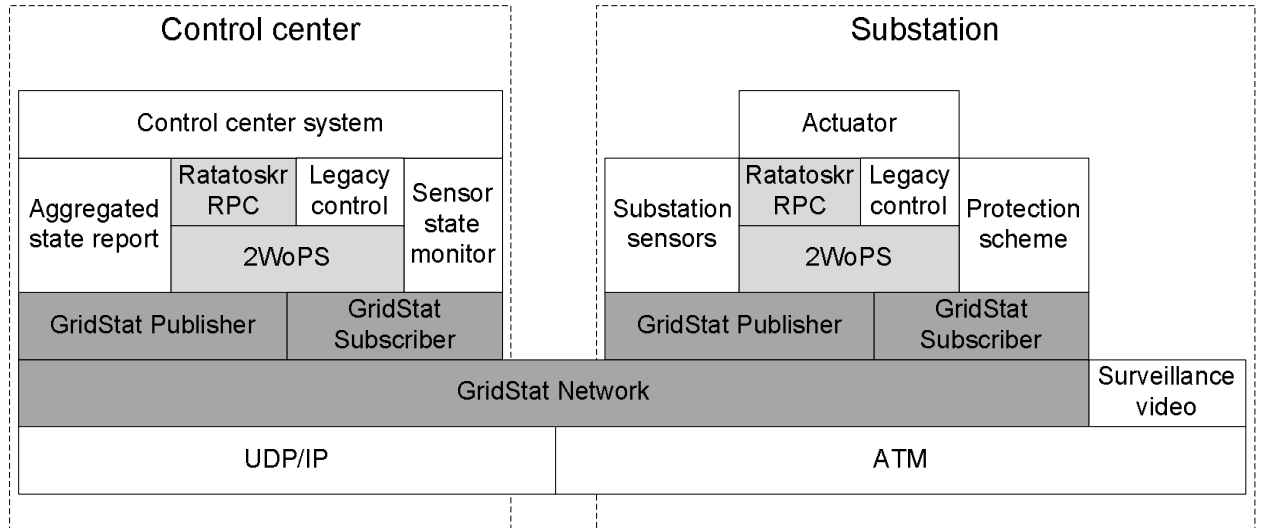 Control center
Substation
Control center system
Actuator
Aggregated
state report
Ratatoskr
RPC
Legacy
control
Sensor
state
monitor
2WoPS
Substation
sensors
Ratatoskr
RPC
Legacy
control
Protection
scheme
2WoPS
GridStat Publisher
GridStat
Subscriber
GridStat Publisher
GridStat
Subscriber
GridStat Network
Surveillance
video
UDP/IP
ATM